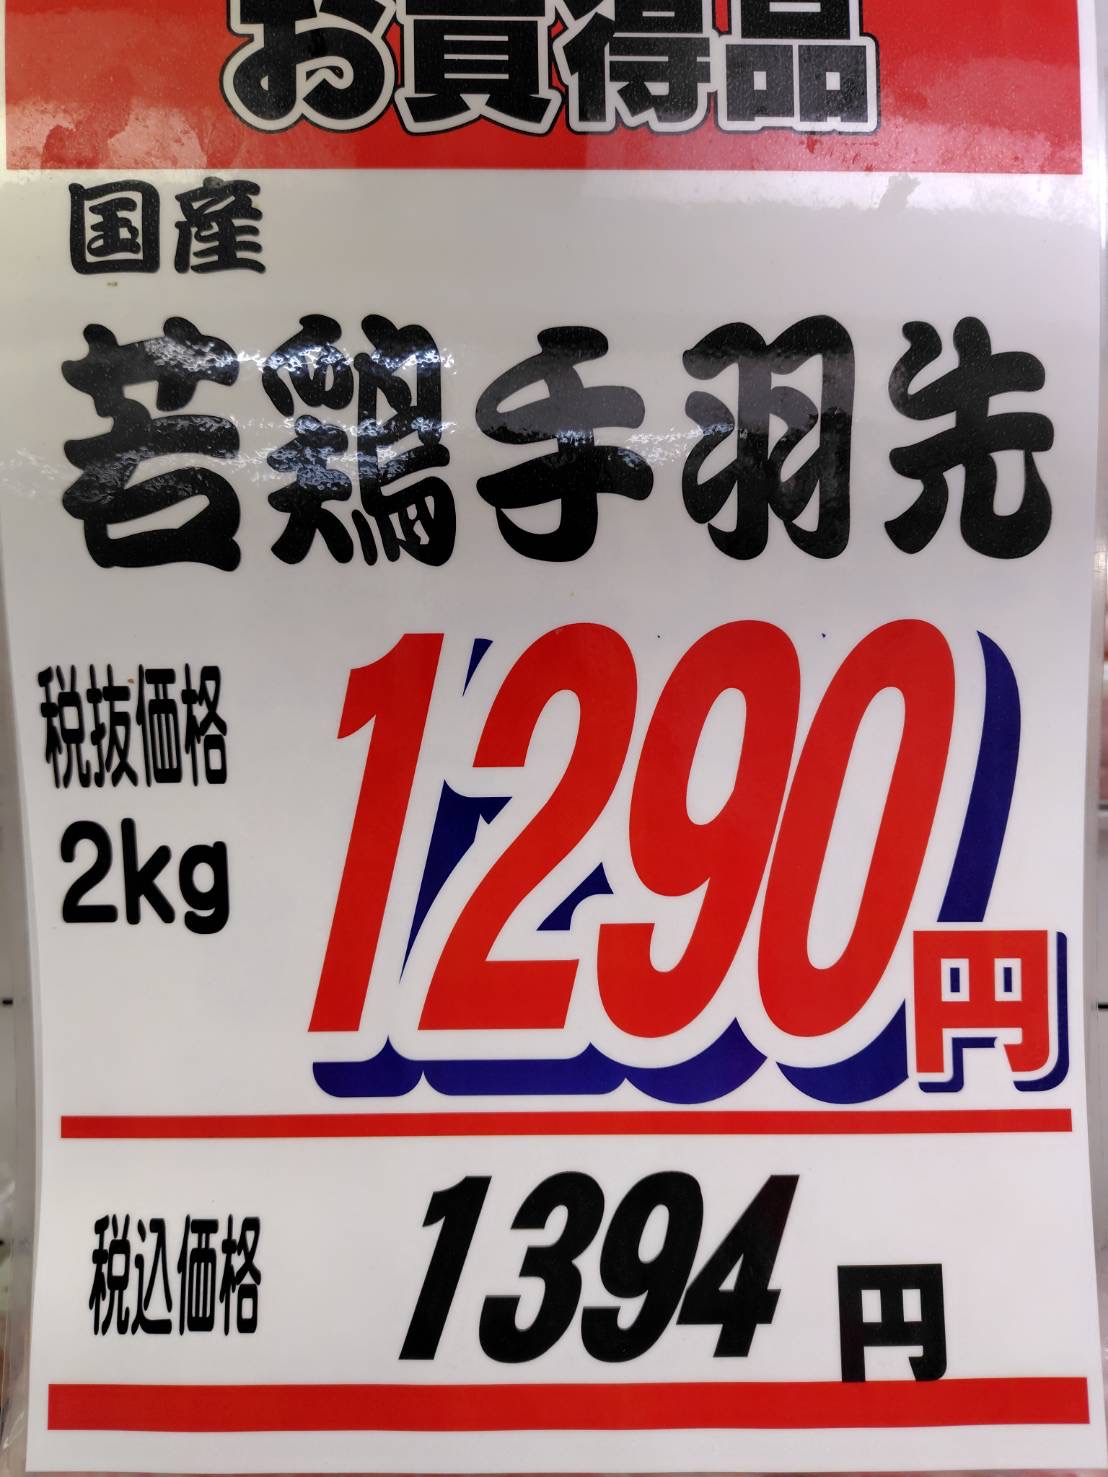 お買得品
国産
若鶏手羽先
税抜価格
2kg
1290円
税込価格
1394円